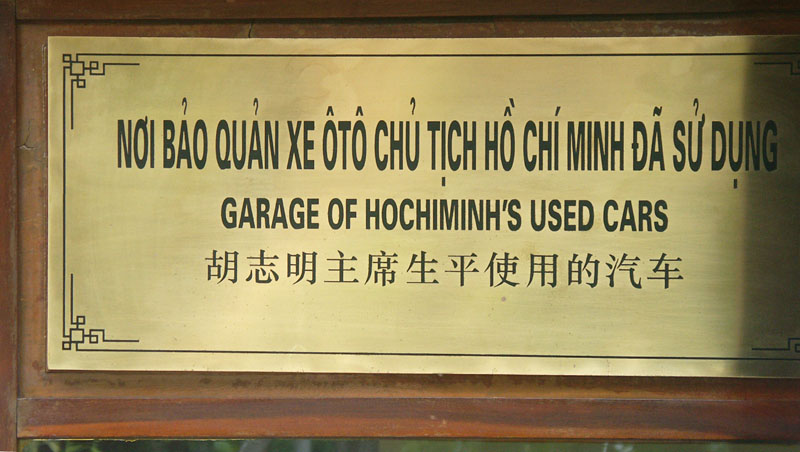 NƠI BẢO QUẢN XE ÔTÔ CHỦ TỊCH HỒ CHÍ MINH ĐÃ SỬ DỤNG
GARAGE OF HOCHIMINH'S USED CARS
胡志明主席生平使用的汽车